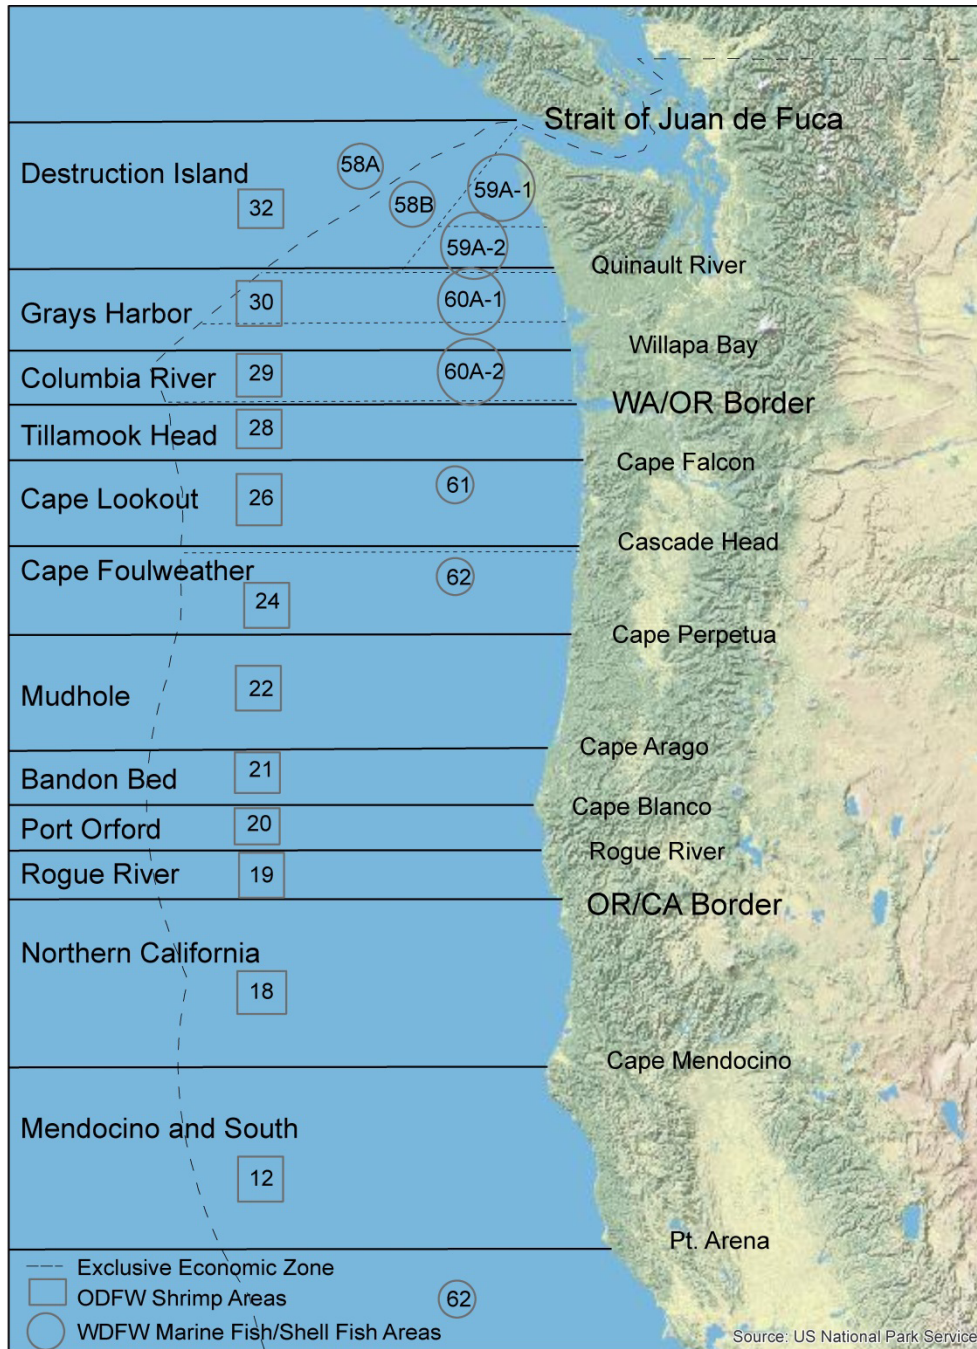 Strait of Juan de Fuca
Destruction Island
58A
59A-1
32
58B
59A-2
Quinault River
Grays Harbor
30
60A-1
Willapa Bay
Columbia River
29
60A-2
WA/OR Border
Tillamook Head
28
Cape Falcon
Cape Lookout
26
61
Cascade Head
Cape Foulweather
24
62
Cape Perpetua
Mudhole
22
Cape Arago
Bandon Bed
21
Cape Blanco
Port Orford
20
Rogue River
Rogue River
19
OR/CA Border
Northern California
18
Cape Mendocino
Mendocino and South
12
Pt. Arena
Exclusive Economic Zone
ODFW Shrimp Areas
62
WDFW Marine Fish/Shell Fish Areas
Source: US National Park Service